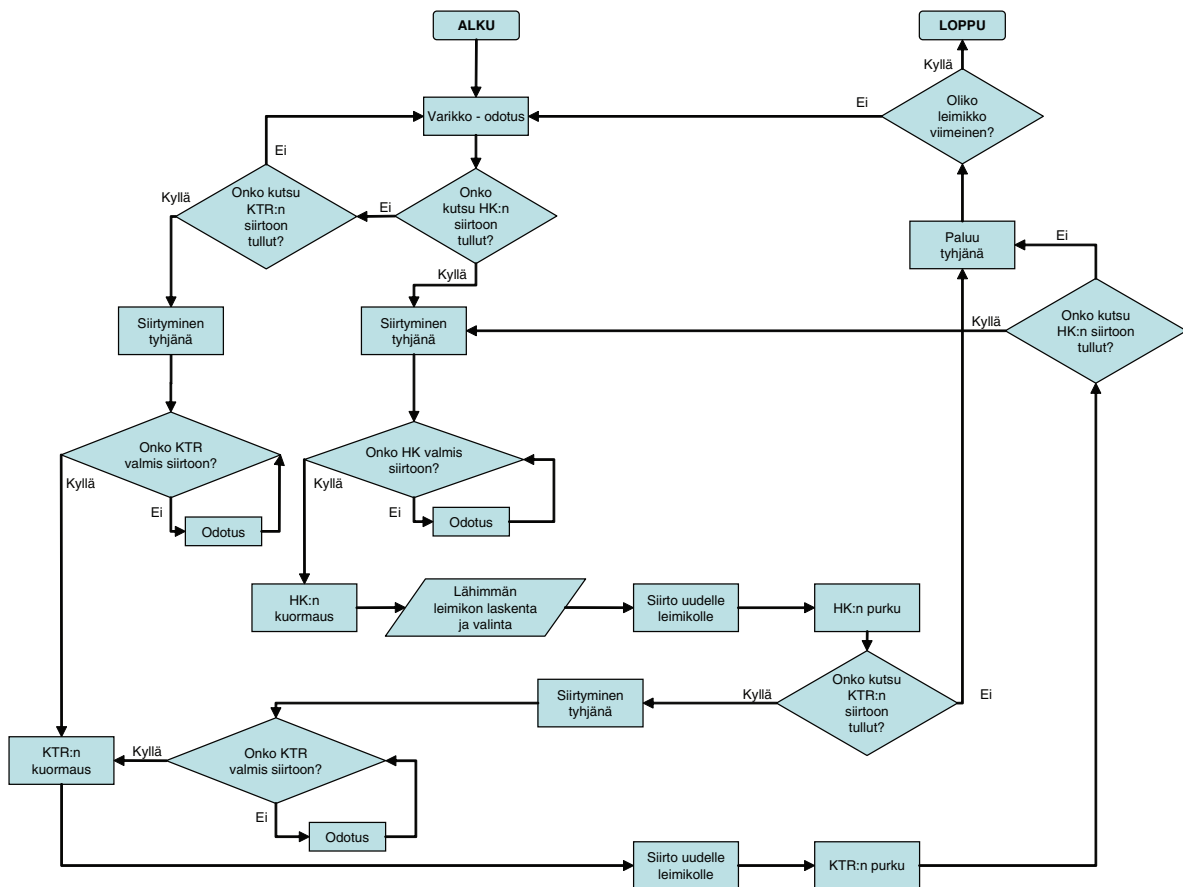 ALKU
LOPPU
Kyllä
Oliko
leimikko
viimeinen?
Ei
Varikko - odotus
Ei
Kyllä
Onko kutsu
KTR:n
siirtoon
tullut?
Ei
Onko
kutsu HK:n
siirtoon
tullut?
Kyllä
Paluu
tyhjänä
Ei
Siirtyminen
tyhjänä
Siirtyminen
tyhjänä
Kyllä
Onko kutsu
HK:n siirtoon
tullut?
Onko KTR
valmis siirtoon?
Kyllä
Ei
Odotus
Onko HK valmis
siirtoon?
Kyllä
Ei
Odotus
HK:n
kuormaus
Lähimmän
leimikon laskenta
ja valinta
Siirto uudelle
leimikolle
HK:n purku
Onko kutsu
KTR:n
siirtoon
tullut?
Kyllä
Ei
Siirtyminen
tyhjänä
KTR:n
kuormaus
Kyllä
Onko KTR
valmis siirtoon?
Ei
Odotus
Siirto uudelle
leimikolle
KTR:n purku